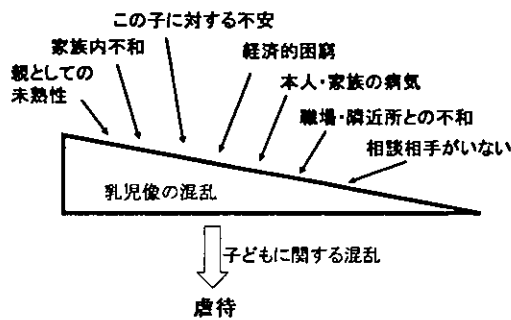 この子に対する不安
家族内不和
経済的困窮
親としての
未熟性
本人・家族の病気
職場・隣近所との不和
相談相手がいない
乳児像の混乱
子どもに関する混乱
虐待